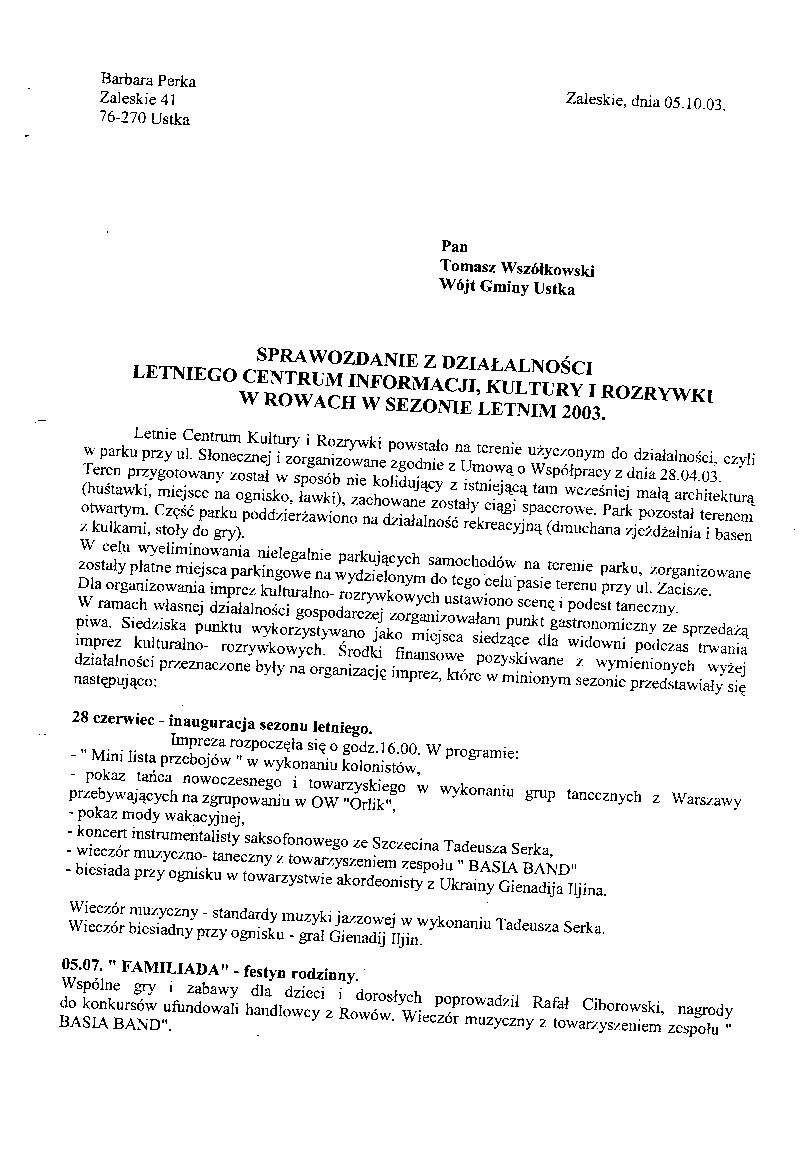 Barbara Perka
Zaleskie 41
76-270 Ustka
Zaleskie, dnia 05.10.03.
Pan
Tomasz Wszółkowski
Wójt Gminy Ustka
SPRAWOZDANIE Z DZIAŁALNOŚCI
LETNIEGO CENTRUM INFORMACJI, KULTURY I ROZRYWKI
W ROWACH W SEZONIE LETNIM 2003.
Letnie Centrum Kultury i Rozrywki powstało na terenie użyczonym do działalności, czyli
w parku przy ul. Słonecznej i zorganizowane zgodnie z Umową o Współpracy z dnia 28.04.03.
Teren przygotowany został w sposób nie kolidujący z istniejącą tam wcześniej małą architekturą
(huśtawki, miejsce na ognisko, ławki), zachowane zostały ciągi spacerowe. Park pozostał terenem
otwartym. Część parku poddzierżawiono na działalność rekreacyjną (dmuchana zjeżdżalnia i basen
z kulkami, stoły do gry).
W celu wyeliminowania nielegalnie parkujących samochodów na terenie parku, zorganizowane
zostały płatne miejsca parkingowe na wydzielonym do tego celu pasie terenu przy ul. Zacisze.
Dla organizowania imprez kulturalno- rozrywkowych ustawiono scenę i podest taneczny.
W ramach własnej działalności gospodarczej zorganizowałam punkt gastronomiczny ze sprzedażą
piwa. Siedziska punktu wykorzystywano jako miejsca siedzące dla widowni podczas trwania
imprez kulturalno- rozrywkowych. Środki finansowe pozyskiwane z wymienionych wyżej
działalności przeznaczone były na organizację imprez, które w minionym sezonie przedstawiały się
następująco:
28 czerwiec - inauguracja sezonu letniego.
Impreza rozpoczęła się o godz.16.00. W programie:
- " Mini lista przebojów " w wykonaniu kolonistów,
- pokaz tańca nowoczesnego i towarzyskiego w wykonaniu grup tanecznych z Warszawy
przebywających na zgrupowaniu w OW "Orlik",
- pokaz mody wakacyjnej,
- koncert instrumentalisty saksofonowego ze Szczecina Tadeusza Serka,
- wieczór muzyczno- taneczny z towarzyszeniem zespołu " BASIA BAND"
- biesiada przy ognisku w towarzystwie akordeonisty z Ukrainy Gienadija Iljina.
Wieczór muzyczny - standardy muzyki jazzowej w wykonaniu Tadeusza Serka.
Wieczór biesiadny przy ognisku - grał Gienadij Iljin.
05.07. " FAMILIADA" - festyn rodzinny.
Wspólne gry i zabawy dla dzieci i dorosłych poprowadził Rafał Ciborowski, nagrody
do konkursów ufundowali handlowcy z Rowów. Wieczór muzyczny z towarzyszeniem zespołu "
BASIA BAND".